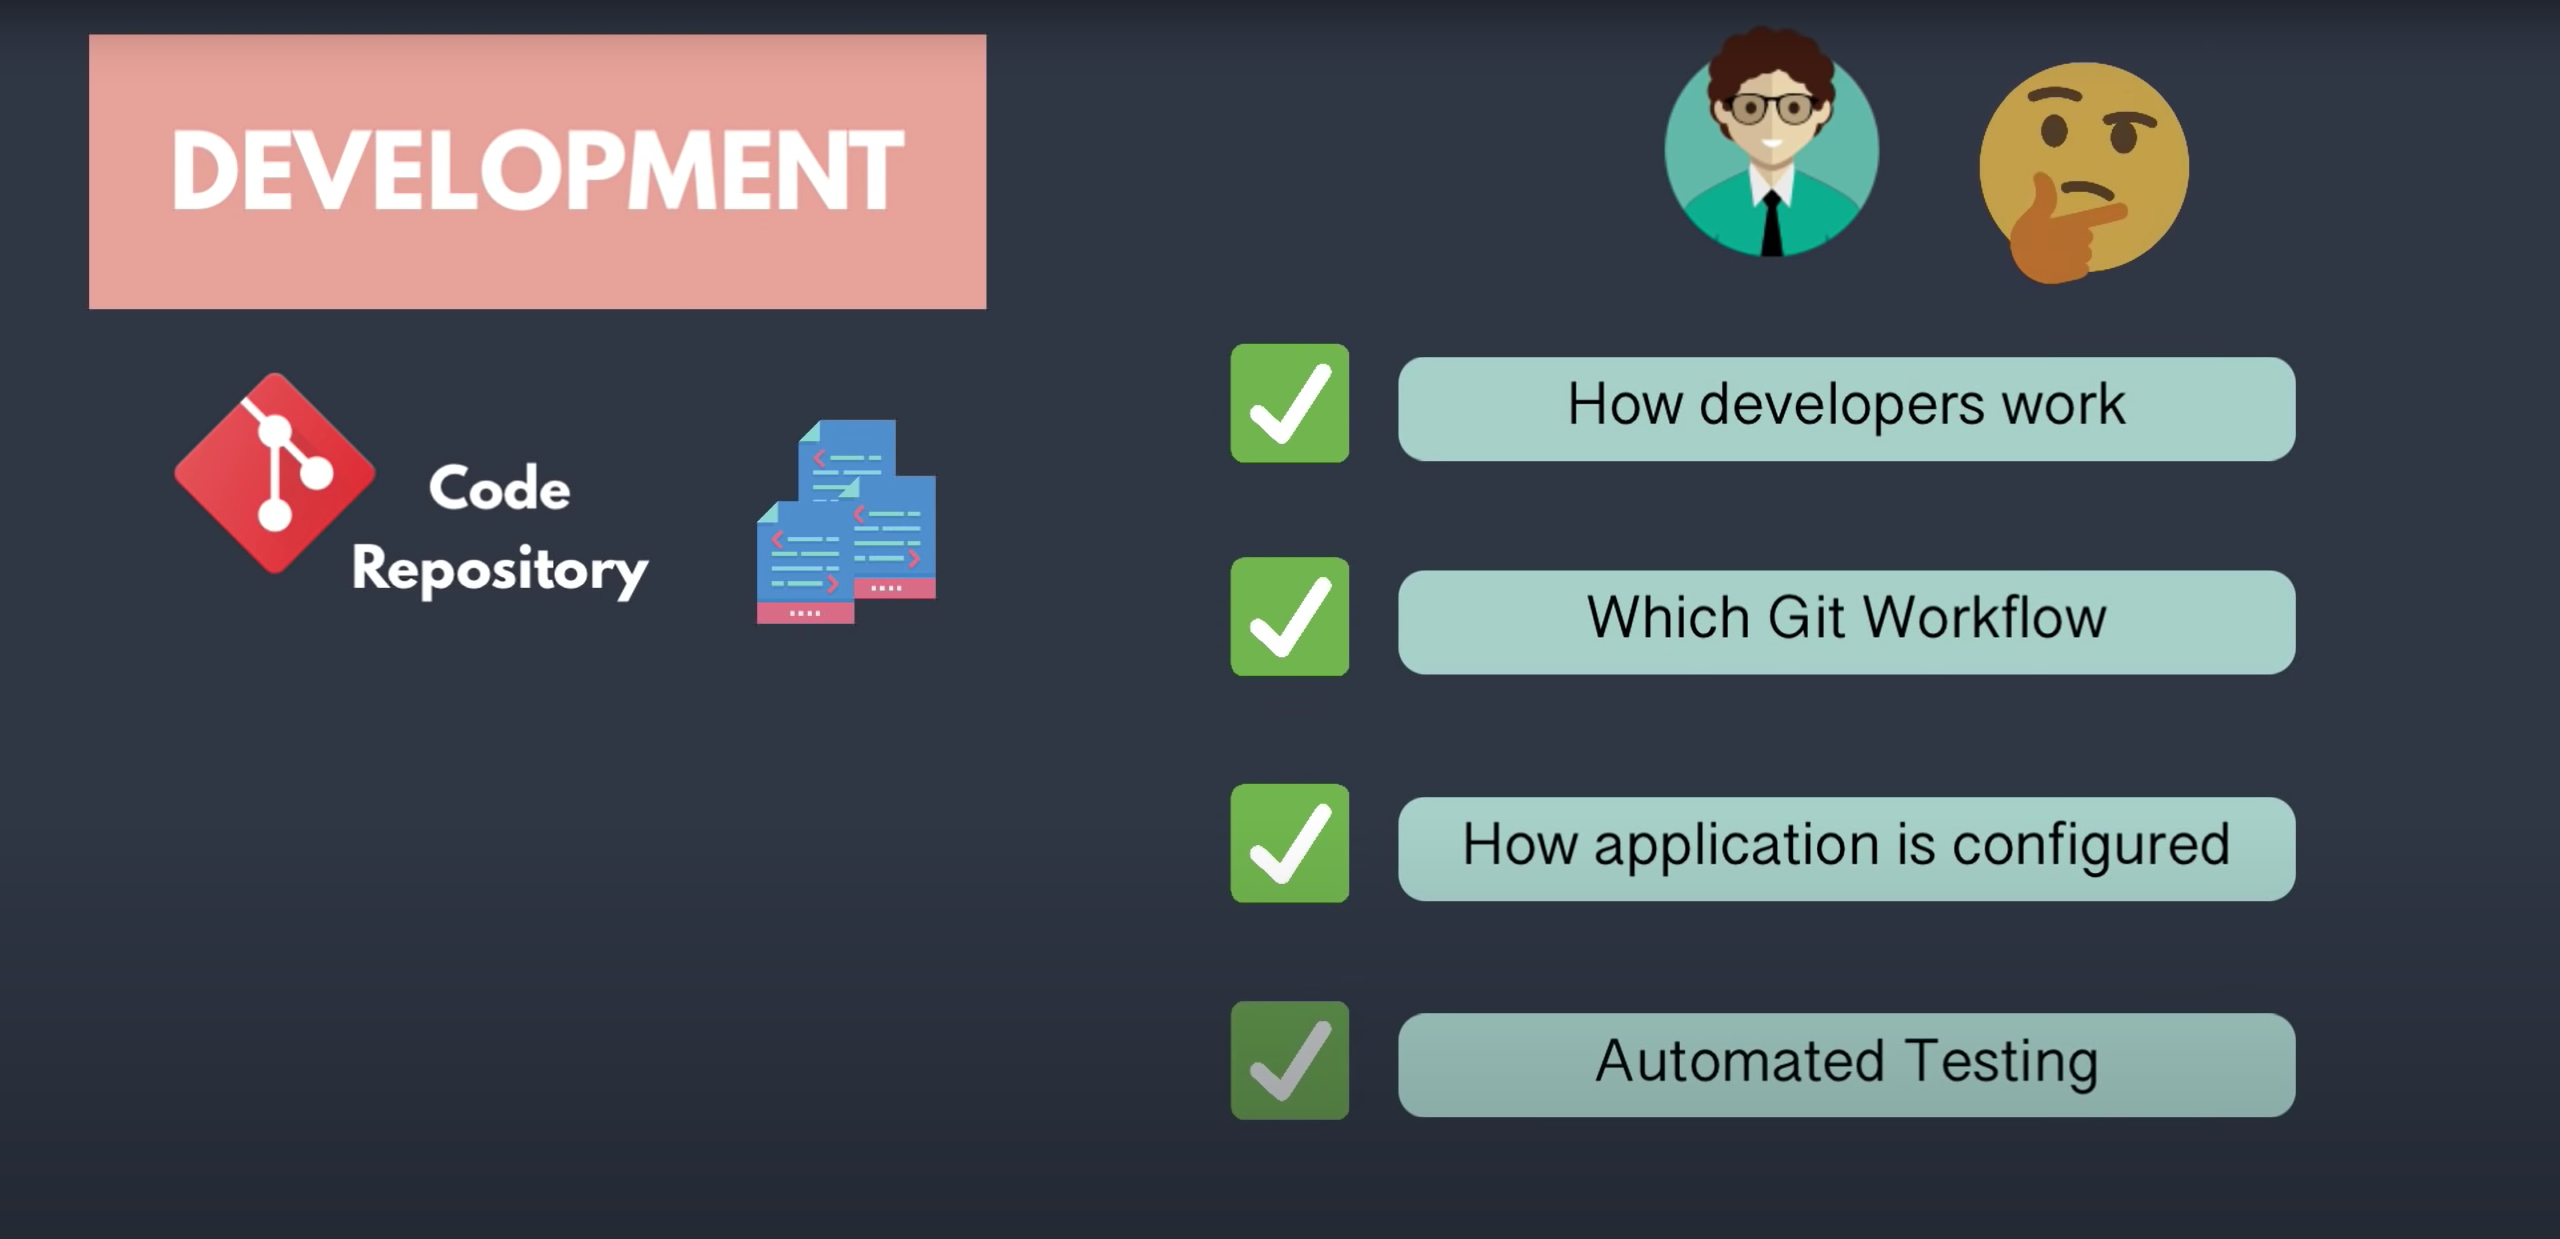 DEVELOPMENT
Code
Repository
How developers work
Which Git Workflow
How application is configured
Automated Testing